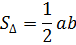 S_Δ = 1/2 ab